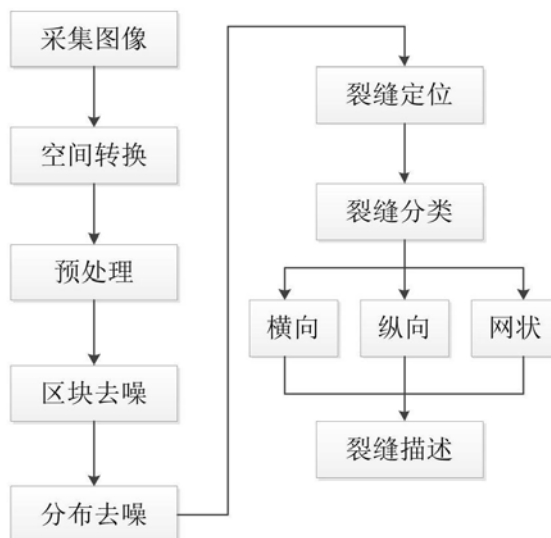 采集图像
空间转换
预处理
区块去噪
分布去噪
裂缝定位
裂缝分类
横向
纵向
网状
裂缝描述